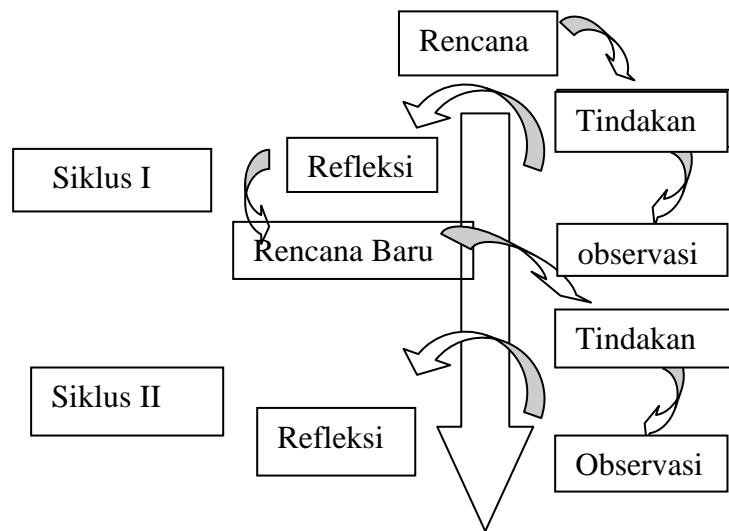 Rencana
Tindakan
Siklus I
Refleksi
Rencana Baru
observasi
Tindakan
Siklus II
Refleksi
Observasi